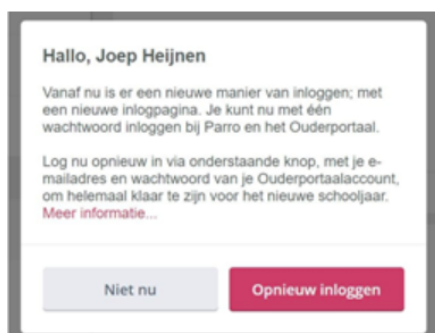 Hallo, Joep Heijnen
Vanaf nu is er een nieuwe manier van inloggen; met
een nieuwe inlogpagina. Je kunt nu met één
wachtwoord inloggen bij Parro en het Ouderportaal.
Log nu opnieuw in via onderstaande knop, met je e-
mailadres en wachtwoord van je Ouderportaalaccount,
om helemaal klaar te zijn voor het nieuwe schooljaar.
Meer informatie...
Niet nu
Opnieuw inloggen